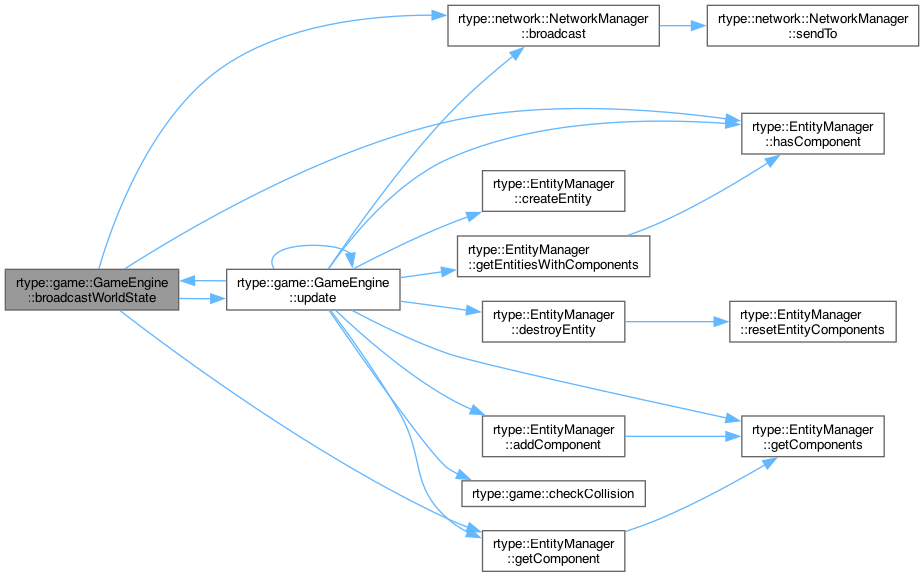 rtype::network::NetworkManager
::broadcast
rtype::network::NetworkManager
::sendTo
rtype::EntityManager
::hasComponent
rtype::EntityManager
::createEntity
rtype::EntityManager
::getEntitiesWithComponents
rtype::game::GameEngine
::broadcastWorldState
rtype::game::GameEngine
::update
rtype::EntityManager
::destroyEntity
rtype::EntityManager
::resetEntityComponents
rtype::EntityManager
::addComponent
rtype::EntityManager
::getComponents
rtype::game::checkCollision
rtype::EntityManager
::getComponent